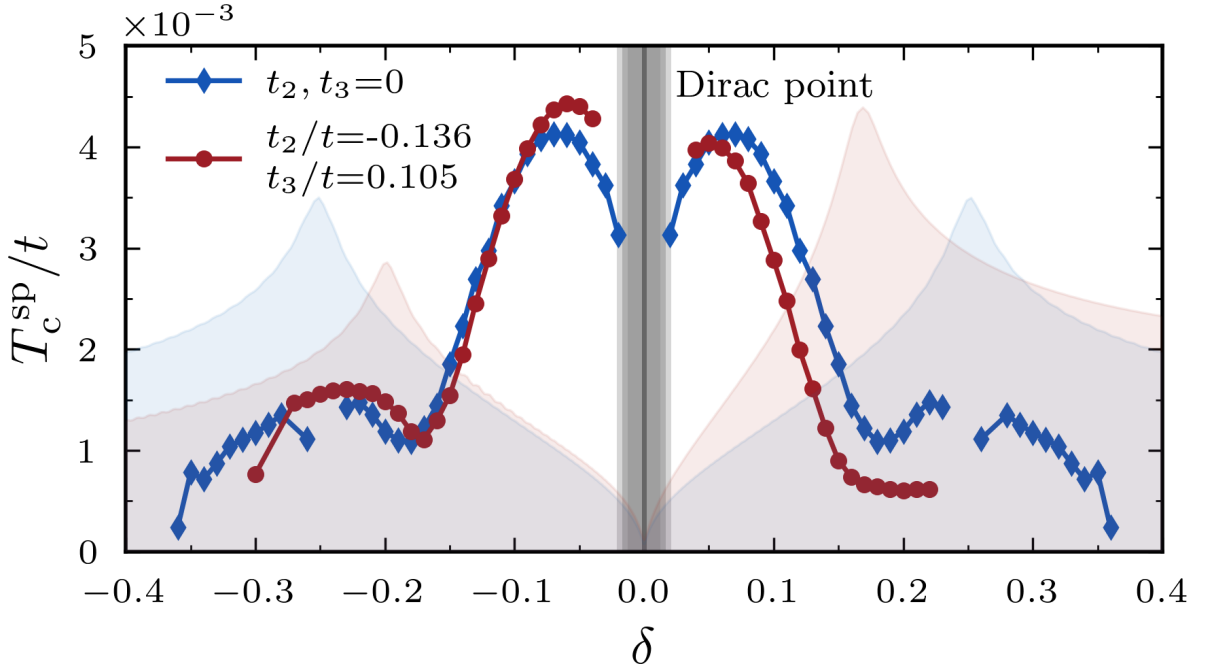 ×10⁻³
5
4
3
2
1
0
T_c^sp/t
t₂, t₃=0
t₂/t=-0.136
t₃/t=0.105
Dirac point
−0.4 −0.3 −0.2 −0.1 0.0 0.1 0.2 0.3 0.4
δ